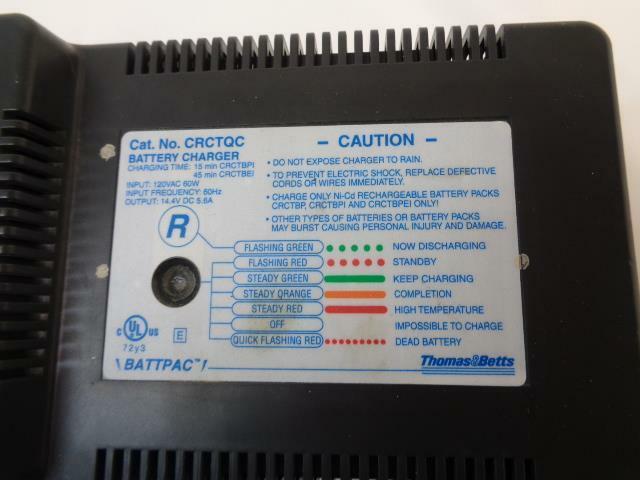 Cat. No. CRCTQC
BATTERY CHARGER
CHARGING TIME: 15 min CRCTBPI
45 min CRCTBEI
INPUT: 120VAC 60W
INPUT FREQUENCY: 60Hz
OUTPUT: 14.4V DC 5.6A
– CAUTION –
• DO NOT EXPOSE CHARGER TO RAIN.
• TO PREVENT ELECTRIC SHOCK, REPLACE DEFECTIVE
CORDS OR WIRES IMMEDIATELY.
• CHARGE ONLY Ni-Cd RECHARGEABLE BATTERY PACKS
CRCTBP, CRCTBPI AND CRCTBPEI ONLY!
• OTHER TYPES OF BATTERIES OR BATTERY PACKS
MAY BURST CAUSING PERSONAL INJURY AND DAMAGE.
R
FLASHING GREEN NOW DISCHARGING
FLASHING RED STANDBY
STEADY GREEN KEEP CHARGING
STEADY ORANGE COMPLETION
STEADY RED HIGH TEMPERATURE
OFF IMPOSSIBLE TO CHARGE
QUICK FLASHING RED DEAD BATTERY
C UL US
72y3
E
BATTPAC™
Thomas&Betts